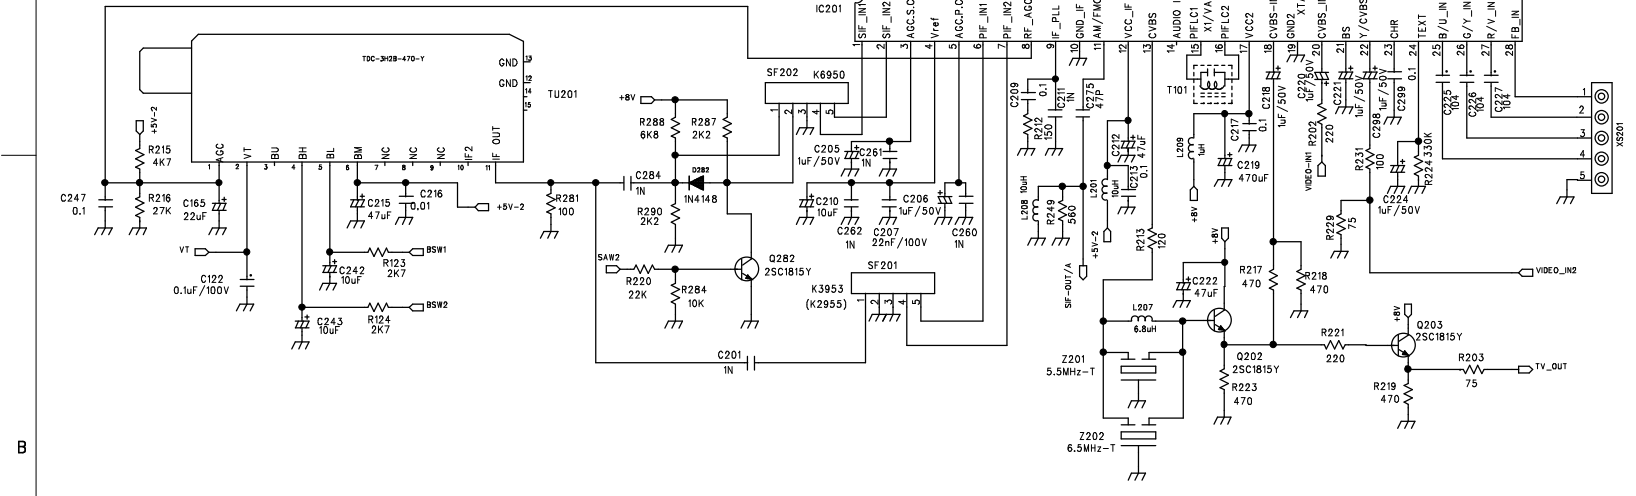 IC201
SIF_IN1
SIF_IN2
AGC.S.C
Vref
AGC.P.C
PIF_IN1
PIF_IN2
RF_AGC
IF_PLL
GND_IF
AM/FMO
VCC_IF
CVBS
AUDIO
PIFLC1
X1/VA
PIFLC2
VCC2
CVBS-I
GND2
XT
CVBS_I
BS
Y/CVBS
CHR
TEXT
B/U_IN
G/Y_IN
R/V_IN
FB_IN
1 2 3 4 5 6 7 8 9 10 11 12 13 14 15 16 17 18 19 20 21 22 23 24 25 26 27 28
TDC-3H2B-470-Y
GND 13
GND 12
14
15
TU201
IF OUT
AGC
VT
BU
BH
BL
BM
NC
NC
NC
IF2
1 2 3 4 5 6 7 8 9 10 11
+5V-2
R215
4K7
C247
0.1
R216
27K
C165
22uF
VT
C122
0.1uF/100V
C215
47uF
C216
0.01
+5V-2
R123
2K7
BSW1
C242
10uF
R124
2K7
BSW2
C243
10uF
R281
100
C284
1N
+8V
R288
6K8
R287
2K2
SF202
K6950
1 2 3 4 5
D282
1N4148
R290
2K2
SAW2
R220
22K
R284
10K
Q282
2SC1815Y
C201
1N
C205
1uF/50V
C261
1N
C210
10uF
C262
1N
C207
22nF/100V
C206
1uF/50V
C260
1N
SF201
K3953
(K2955)
1 2 3 4 5
C209
0.1
R212
150
C211
1N
C275
47P
L208
10uH
R249
560
SIF-OUT/A
C212
47uF
C213
0.1
L201
10uH
+5V-2
R213
120
T101
L209
1uH
+8V
C217
0.1
C219
470uF
C218
1uF/50V
C220
1uF/50V
R202
220
VIDEO-IN1
C221
1uF/50V
C298
1uF/50V
C299
0.1
R231
100
R224
330K
C224
1uF/50V
C225
104
C226
104
C227
104
1
2
3
4
5
XS201
R229
75
VIDEO_IN2
+8V
C222
47uF
L207
6.8uH
Z201
5.5MHz-T
Z202
6.5MHz-T
Q202
2SC1815Y
R223
470
R217
470
R218
470
R221
220
+8V
Q203
2SC1815Y
R203
75
TV_OUT
R219
470
B